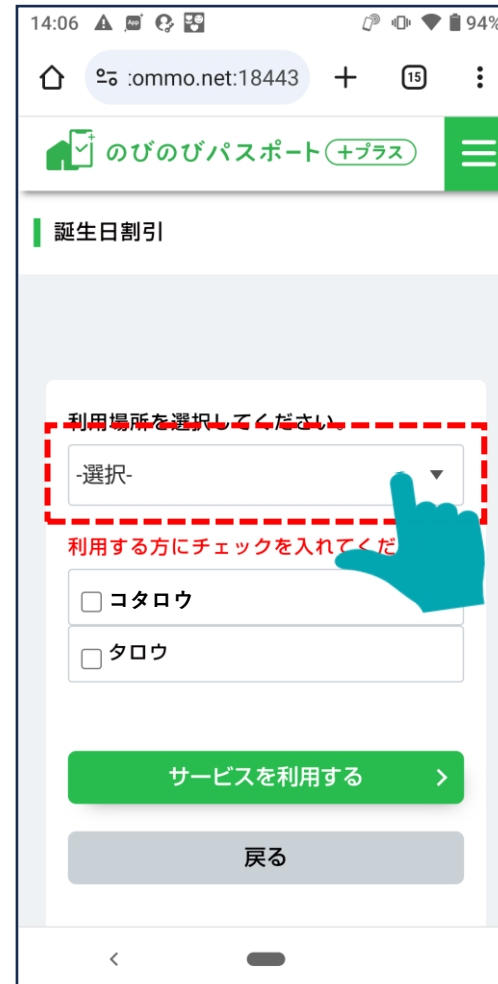 14:06 94%
:ommo.net:18443 15
のびのびパスポート +プラス
誕生日割引
利用場所を選択してください。
-選択-
利用する方にチェックを入れてくだ
コタロウ
タロウ
サービスを利用する
戻る